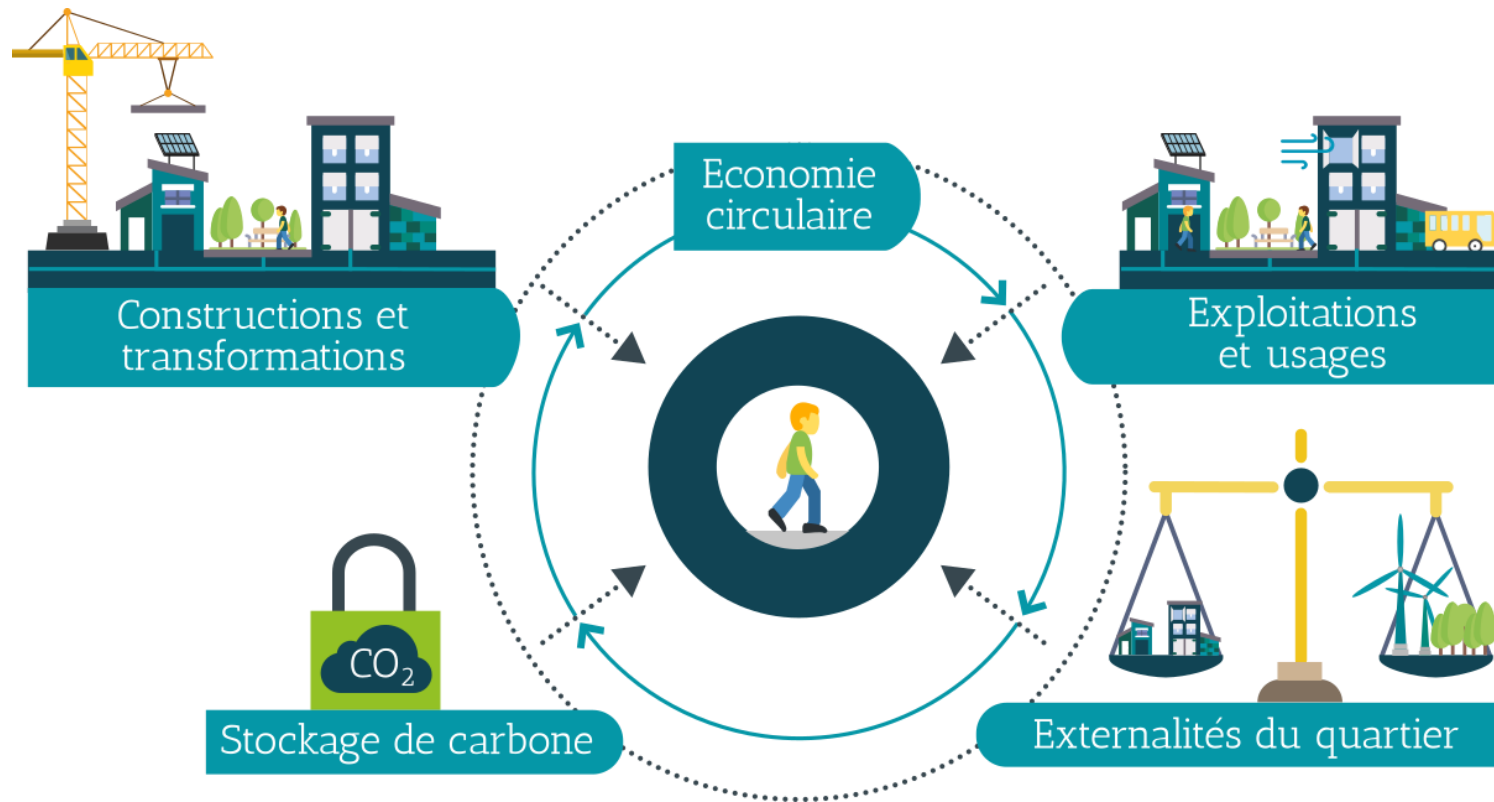 Economie
circulaire
Constructions et
transformations
Exploitations
et usages
CO₂
Stockage de carbone
Externalités du quartier